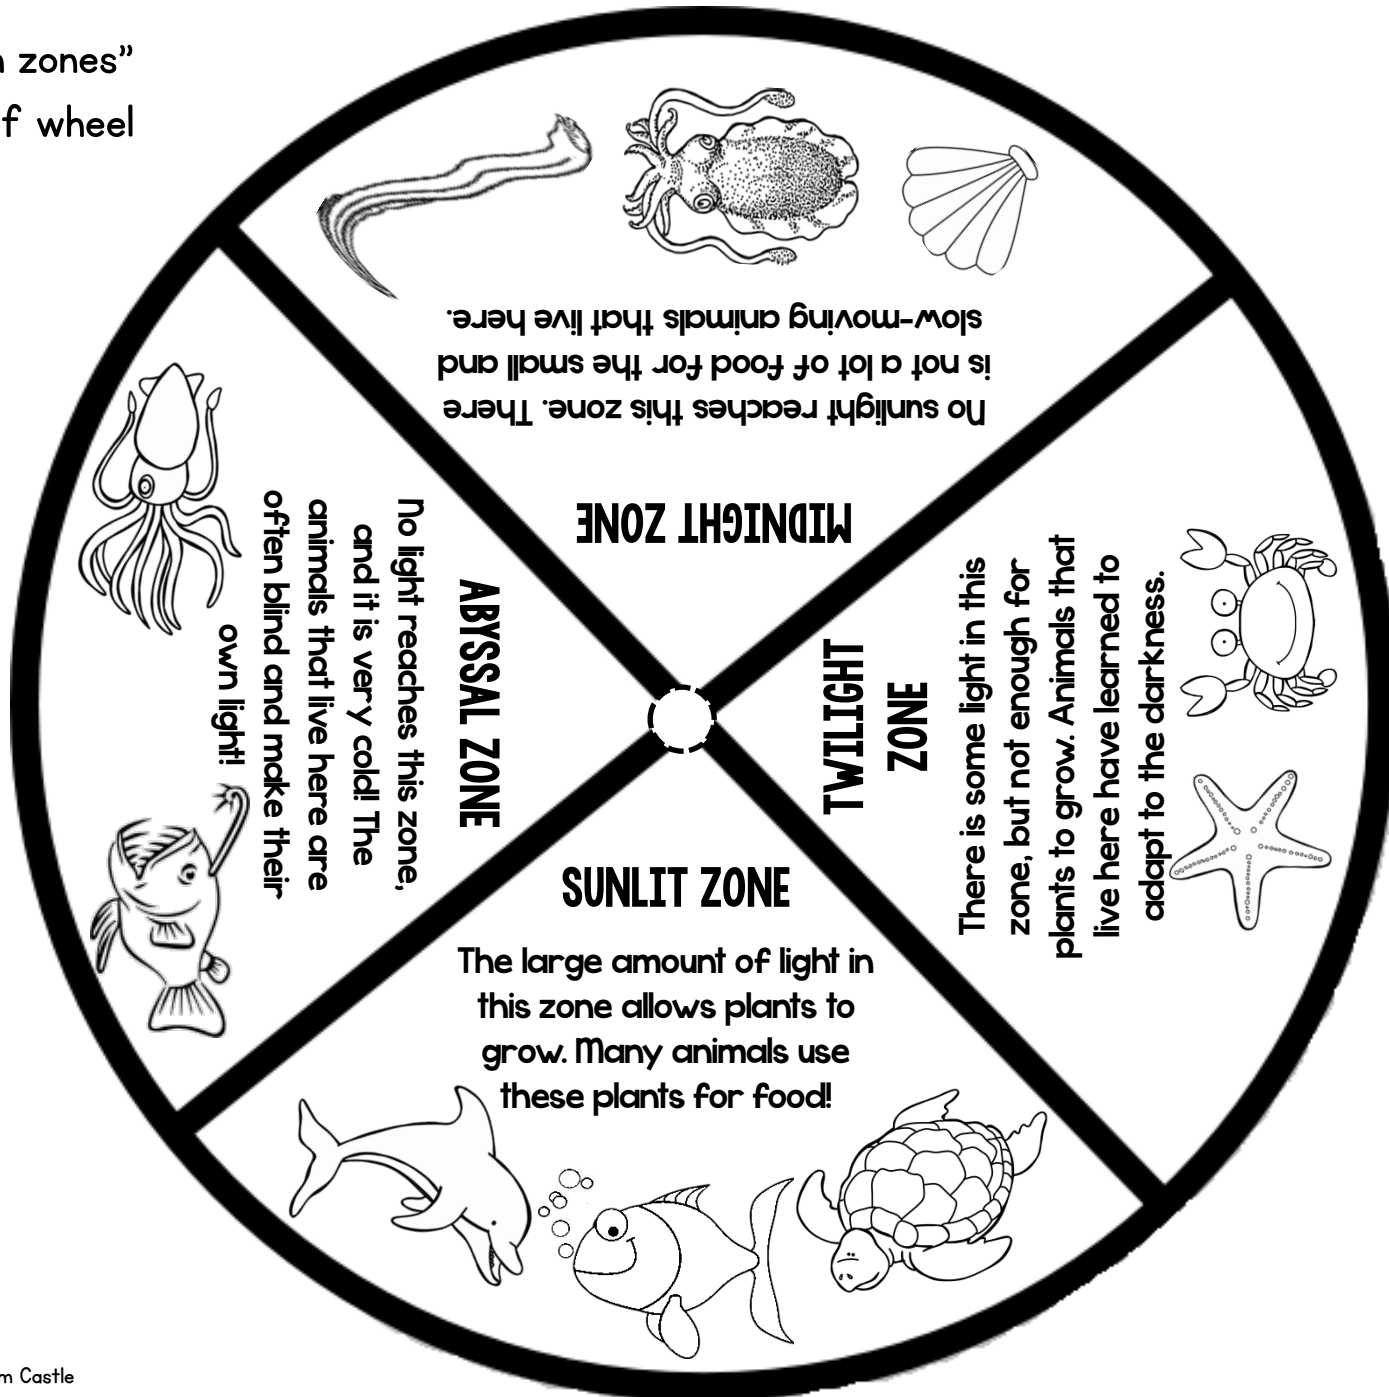 zones”
f wheel
MIDNIGHT ZONE
No sunlight reaches this zone. There
is not a lot of food for the small and
slow-moving animals that live here.
ABYSSAL ZONE
No light reaches this zone,
and it is very cold! The
animals that live here are
often blind and make their
own light!
TWILIGHT
ZONE
There is some light in this
zone, but not enough for
plants to grow. Animals that
live here have learned to
adapt to the darkness.
SUNLIT ZONE
The large amount of light in
this zone allows plants to
grow. Many animals use
these plants for food!
m Castle